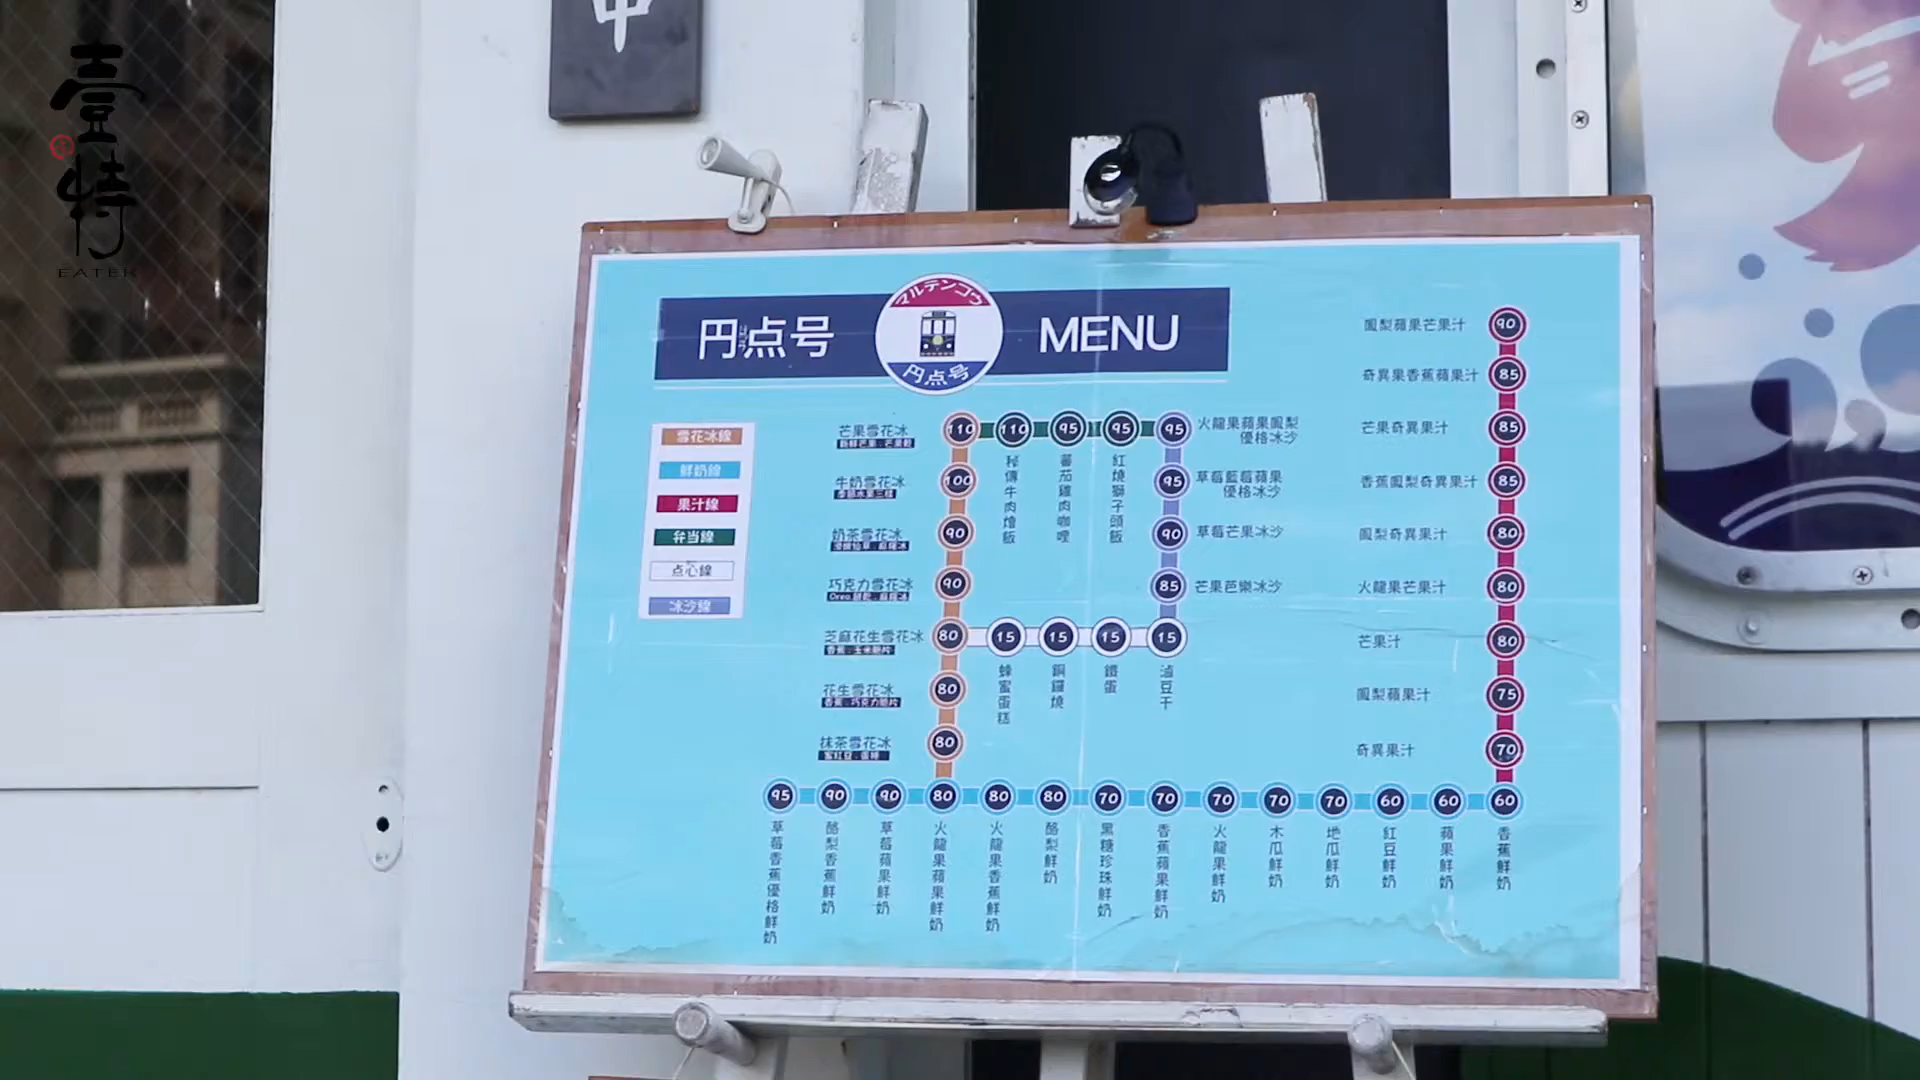 壹特
EATER
中
円点号
マルテンゴウ
円点号
MENU
雪花冰線
鮮奶線
果汁線
弁当線
点心線
冰沙線
芒果雪花冰 110
牛奶雪花冰 100
奶茶雪花冰 90
巧克力雪花冰 90
芝麻花生雪花冰 80
香蕉.玉米脆片
花生雪花冰 80
香蕉.巧克力脆片
抹茶雪花冰 80
110 秘傳牛肉燴飯
95 蕃茄雞肉咖哩
95 紅燒獅子頭飯
95 火龍果蘋果鳳梨
優格冰沙
95 草莓藍莓蘋果
優格冰沙
90 草莓芒果冰沙
85 芒果芭樂冰沙
15 蜂蜜蛋糕
15 銅鑼燒
15 鐵蛋
15 滷豆干
鳳梨蘋果芒果汁 90
奇異果香蕉蘋果汁 85
芒果奇異果汁 85
香蕉鳳梨奇異果汁 85
鳳梨奇異果汁 80
火龍果芒果汁 80
芒果汁 80
鳳梨蘋果汁 75
奇異果汁 70
95 草莓香蕉優格鮮奶
90 酪梨香蕉鮮奶
90 草莓蘋果鮮奶
80 火龍果蘋果鮮奶
80 火龍果香蕉鮮奶
80 酪梨鮮奶
70 黑糖珍珠鮮奶
70 香蕉蘋果鮮奶
70 火龍果鮮奶
70 木瓜鮮奶
70 地瓜鮮奶
60 紅豆鮮奶
60 蘋果鮮奶
60 香蕉鮮奶